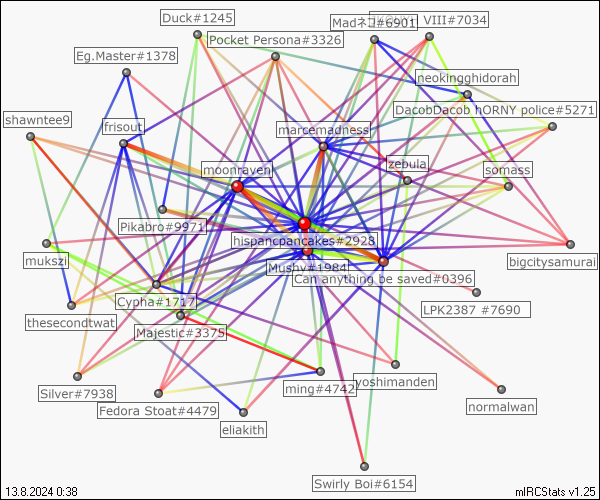 Duck#1245
Madネコ#6901
VIII#7034
Pocket Persona#3326
Eg.Master#1378
neokingghidorah
DacobDacob hORNY police#5271
shawntee9
frisout
marcemadness
moonraven
zebula
somass
Pikabro#9971
hispancpancakes#2928
mukszi
Mushy#1984
bigcitysamurai
Can anything be saved#0396
Cypha#1717
LPK2387 #7690
thesecondtwat
Majestic#3375
Silver#7938
ming#4742
yoshimanden
Fedora Stoat#4479
normalwan
eliakith
Swirly Boi#6154
13.8.2024 0:38
mIRCStats v1.25